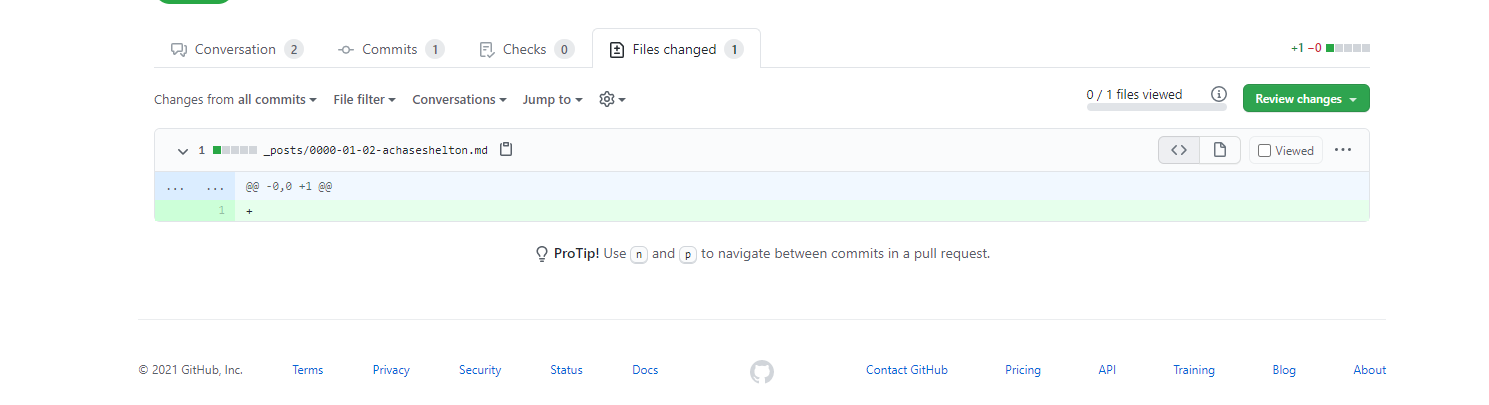 Conversation 2 Commits 1 Checks 0 Files changed 1 +1 −0
Changes from all commits File filter Conversations Jump to 0 / 1 files viewed Review changes
1 _posts/0000-01-02-achaseshelton.md Viewed
... ... @@ -0,0 +1 @@
1 +
ProTip! Use n and p to navigate between commits in a pull request.
© 2021 GitHub, Inc. Terms Privacy Security Status Docs Contact GitHub Pricing API Training Blog About